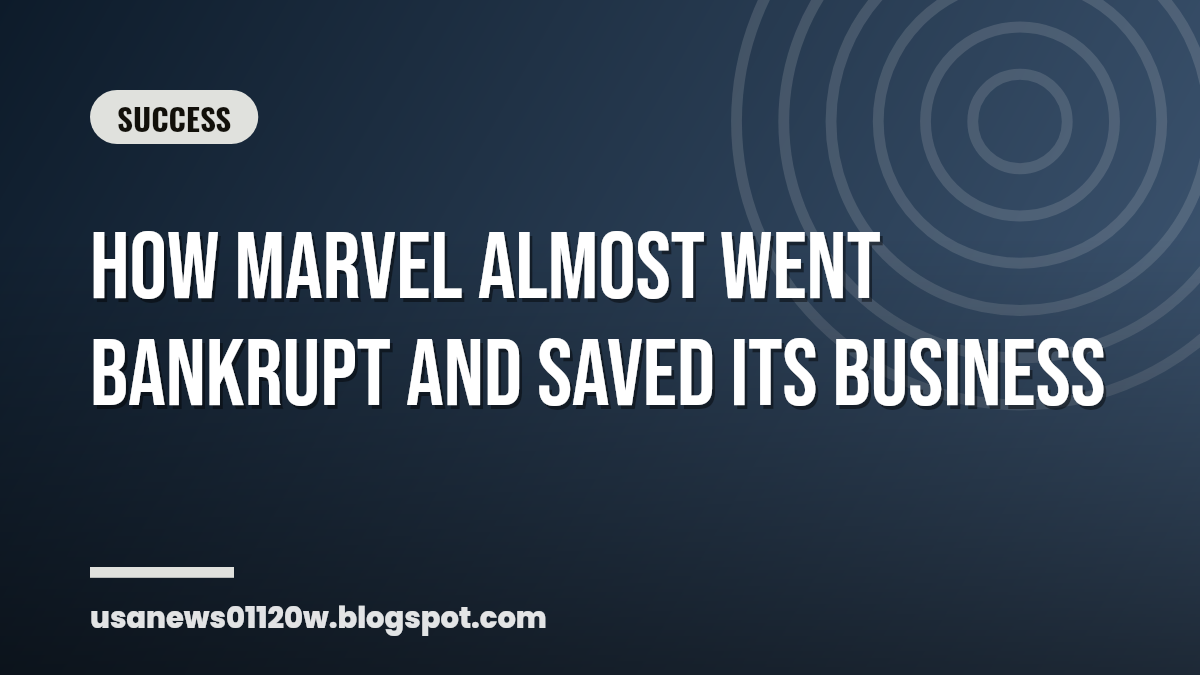 SUCCESS
HOW MARVEL ALMOST WENT
BANKRUPT AND SAVED ITS BUSINESS
usanews01120w.blogspot.com